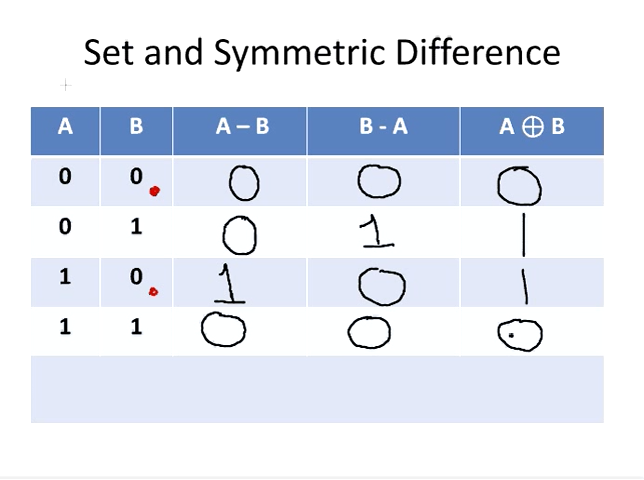 Set and Symmetric Difference
A B A – B B - A A ⊕ B
0 0 0 0 0
0 1 0 1 1
1 0 1 0 1
1 1 0 0 0